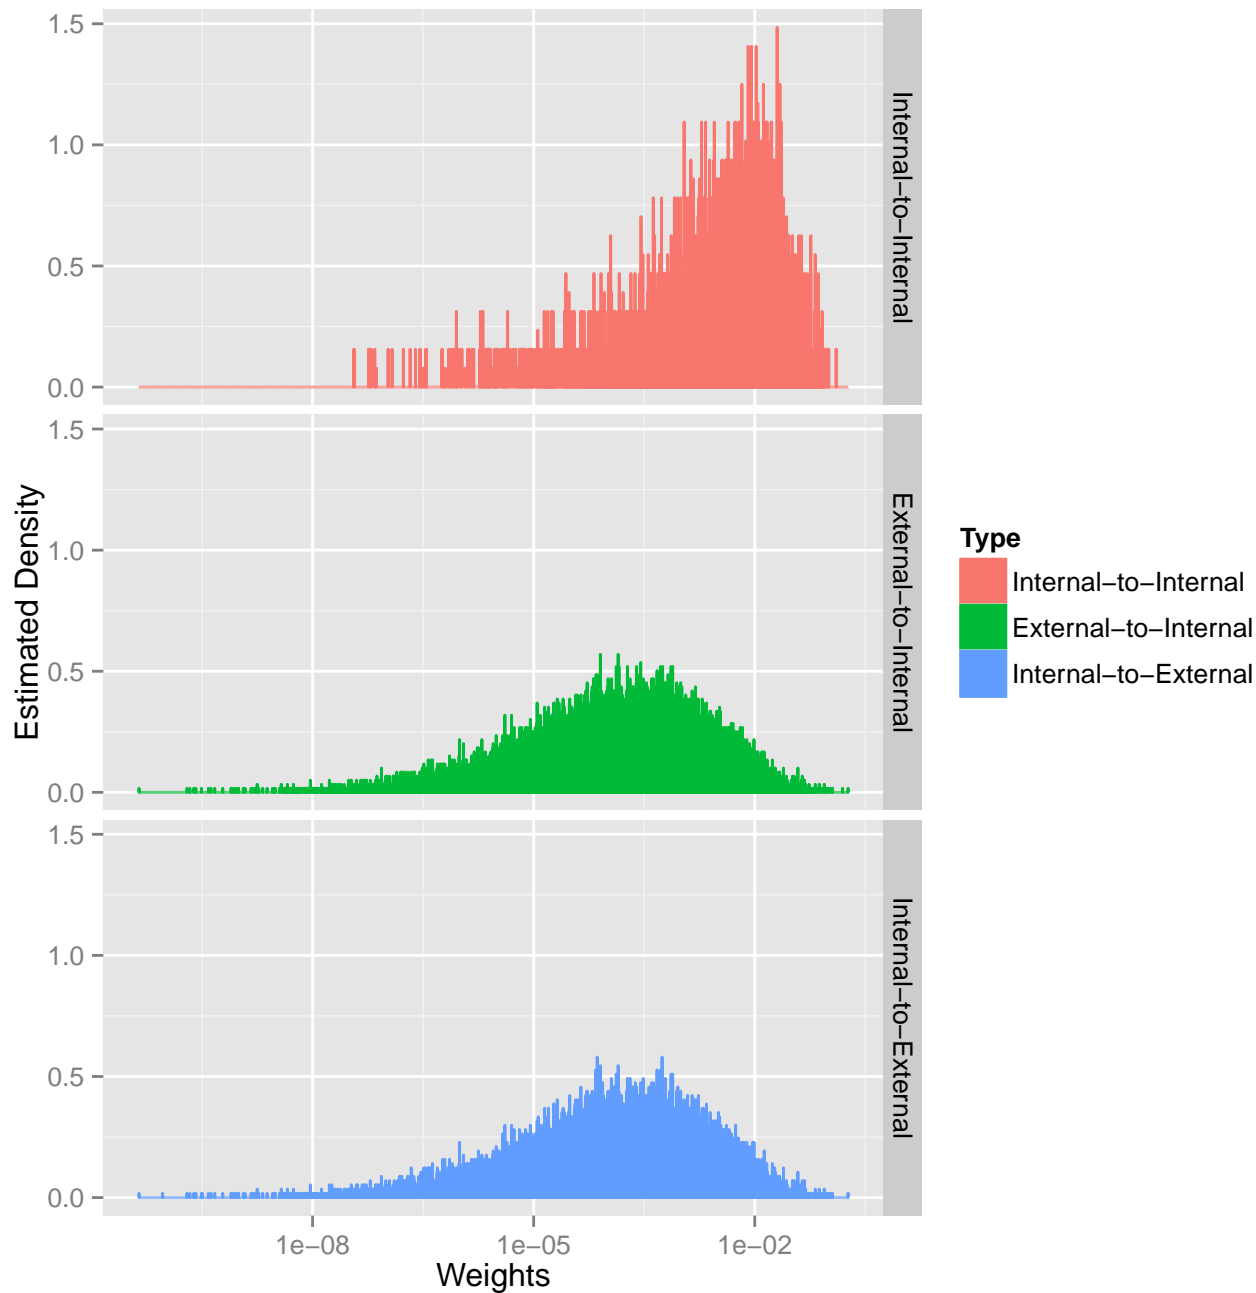 1.5
1.0
0.5
0.0
Internal−to−Internal
1.5
1.0
0.5
0.0
External−to−Internal
1.5
1.0
0.5
0.0
Internal−to−External
Estimated Density
1e−08
1e−05
1e−02
Weights
Type
Internal−to−Internal
External−to−Internal
Internal−to−External